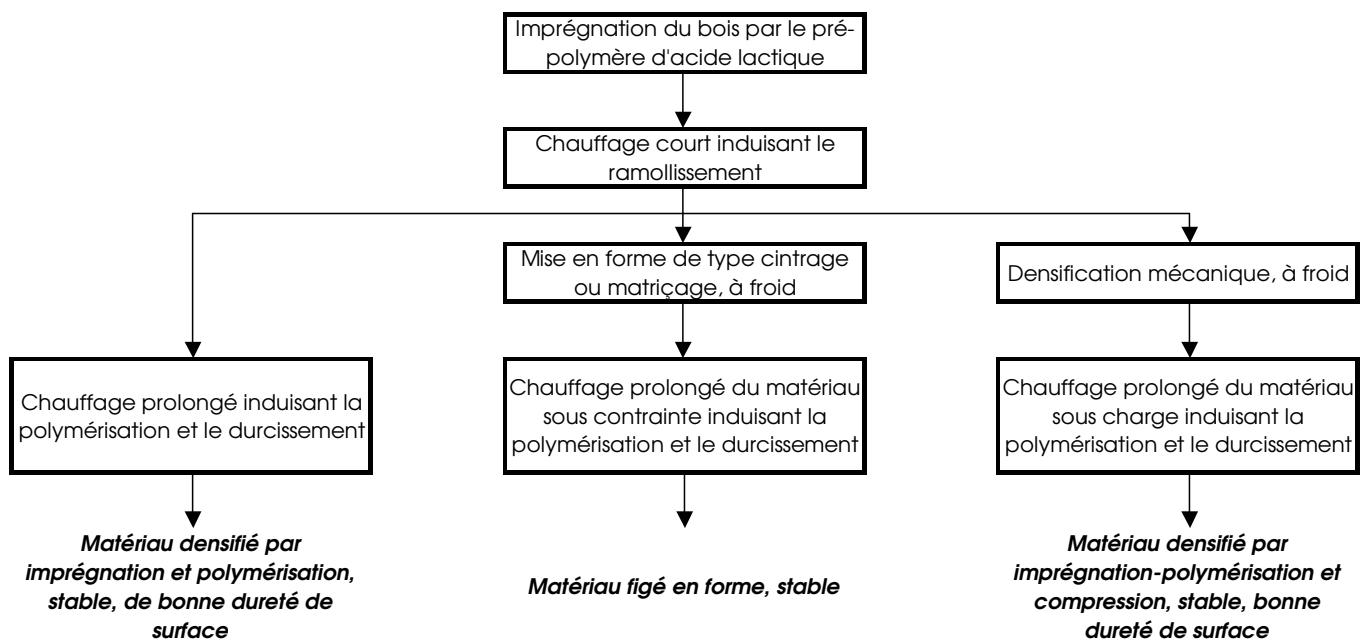 Imprégnation du bois par le pré-
polymère d'acide lactique
Chauffage court induisant le
ramollissement
Mise en forme de type cintrage
ou matriçage, à froid
Densification mécanique, à froid
Chauffage prolongé induisant la
polymérisation et le durcissement
Chauffage prolongé du matériau
sous contrainte induisant la
polymérisation et le durcissement
Chauffage prolongé du matériau
sous charge induisant la
polymérisation et le durcissement
Matériau densifié par
imprégnation et polymérisation,
stable, de bonne dureté de
surface
Matériau figé en forme, stable
Matériau densifié par
imprégnation-polymérisation et
compression, stable, bonne
dureté de surface